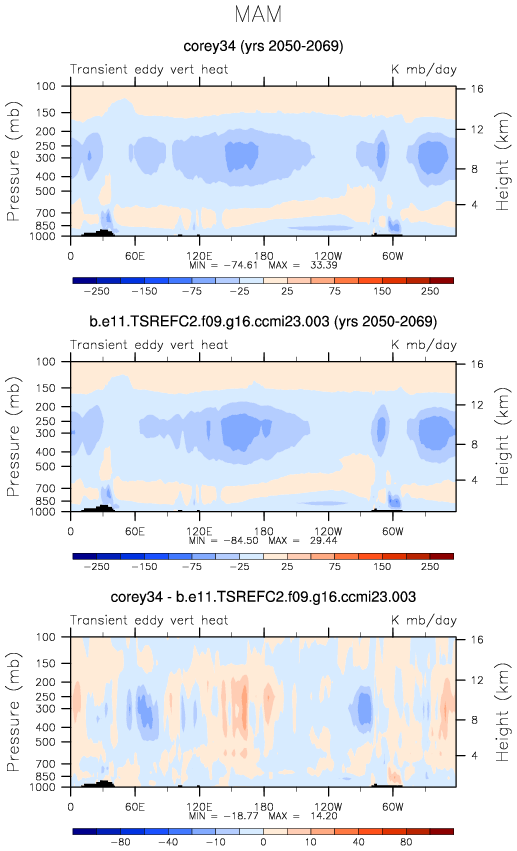 MAM
corey34 (yrs 2050-2069)
Transient eddy vert heat K mb/day
Pressure (mb)
100
150
200
250
300
400
500
700
850
1000
16
12
8
4
Height (km)
0 60E 120E 180 120W 60W
MIN = -74.61 MAX = 33.39
-250 -150 -75 -25 25 75 150 250
b.e11.TSREFC2.f09.g16.ccmi23.003 (yrs 2050-2069)
Transient eddy vert heat K mb/day
Pressure (mb)
100
150
200
250
300
400
500
700
850
1000
16
12
8
4
Height (km)
0 60E 120E 180 120W 60W
MIN = -84.50 MAX = 29.44
-250 -150 -75 -25 25 75 150 250
corey34 - b.e11.TSREFC2.f09.g16.ccmi23.003
Transient eddy vert heat K mb/day
Pressure (mb)
100
150
200
250
300
400
500
700
850
1000
16
12
8
4
Height (km)
0 60E 120E 180 120W 60W
MIN = -18.77 MAX = 14.20
-80 -40 -10 0 10 40 80